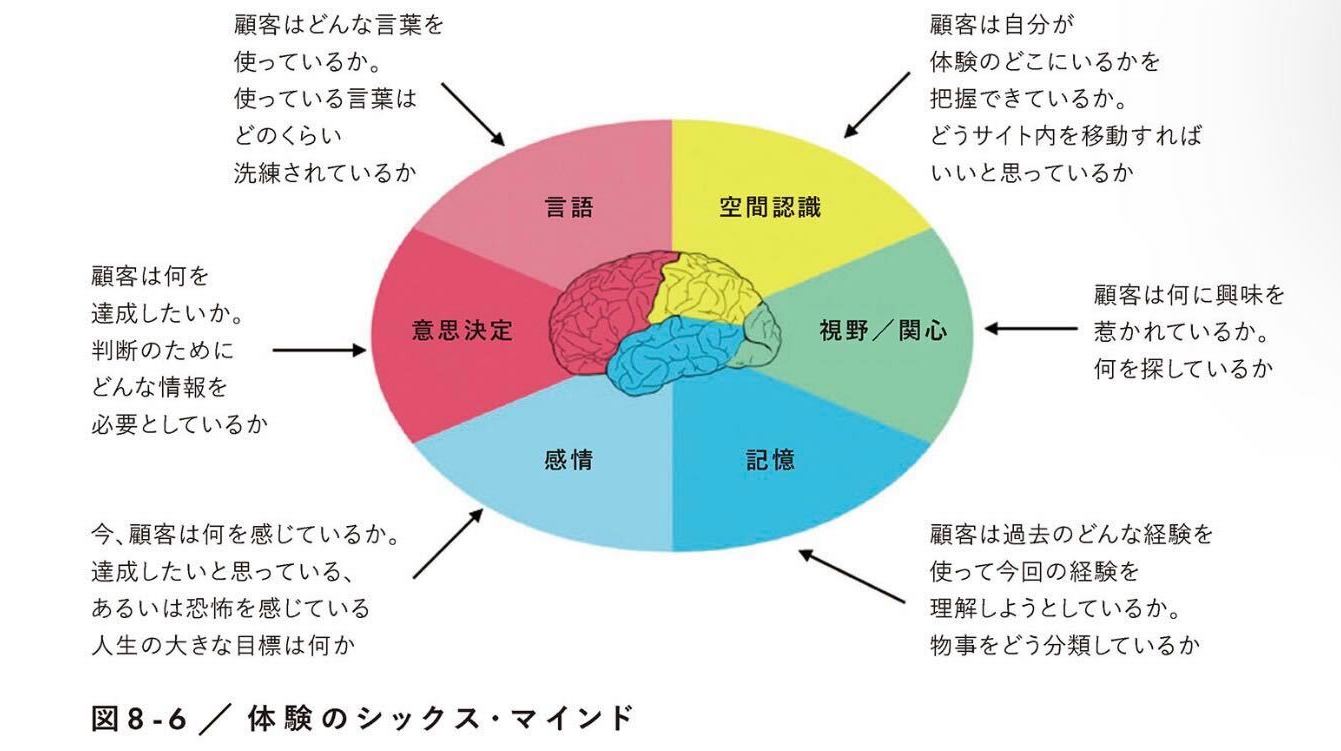 顧客はどんな言葉を
使っているか。
使っている言葉は
どのくらい
洗練されているか
顧客は自分が
体験のどこにいるかを
把握できているか。
どうサイト内を移動すれば
いいと思っているか
言語
空間認識
顧客は何を
達成したいか。
判断のために
どんな情報を
必要としているか
意思決定
視野／関心
顧客は何に興味を
惹かれているか。
何を探しているか
感情
記憶
今、顧客は何を感じているか。
達成したいと思っている、
あるいは恐怖を感じている
人生の大きな目標は何か
顧客は過去のどんな経験を
使って今回の経験を
理解しようとしているか。
物事をどう分類しているか
図8-6／体験のシックス・マインド